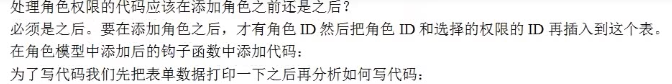 处理角色权限的代码应该在添加角色之前还是之后？
必须是之后。要在添加角色之后，才有角色 ID 然后把角色 ID 和选择的权限的 ID 再插入到这个表。
在角色模型中添加后的钩子函数中添加代码：
为了写代码我们先把表单数据打印一下之后再分析如何写代码：